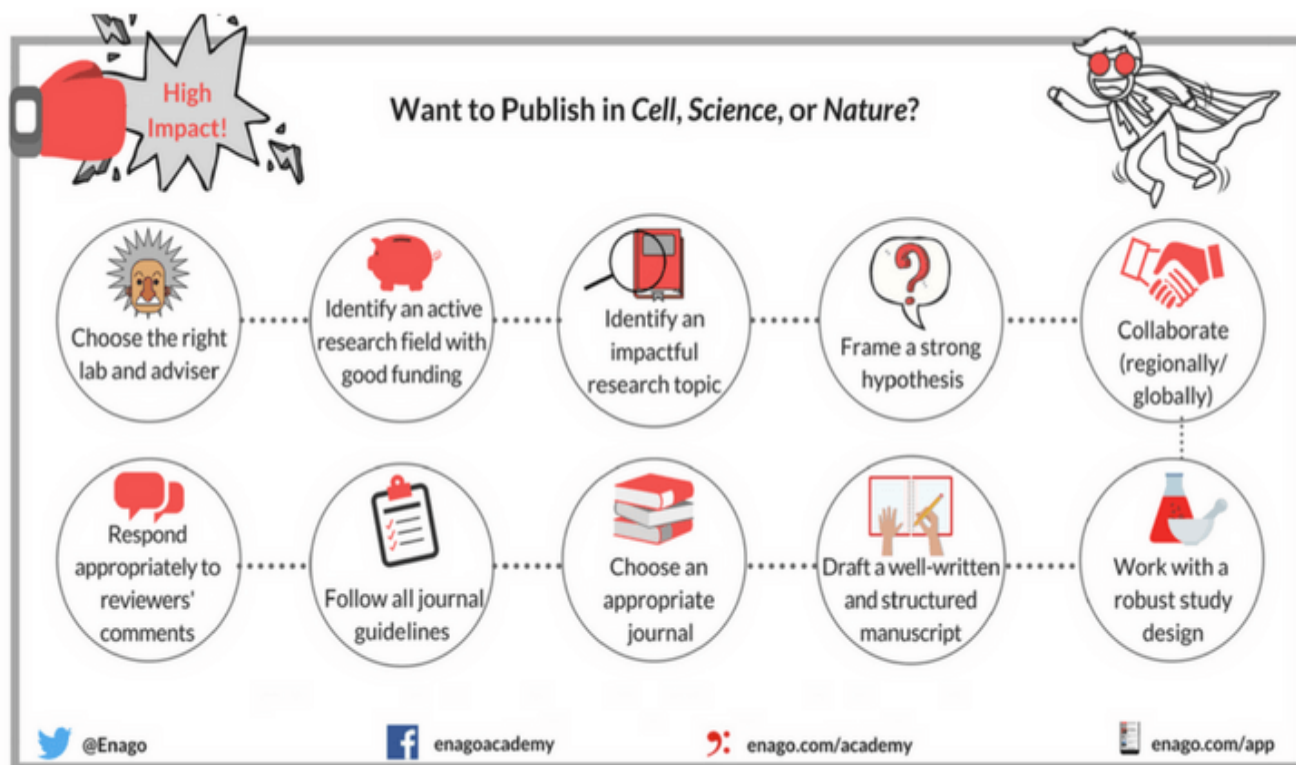 High
Impact!
Want to Publish in Cell, Science, or Nature?
Choose the right
lab and adviser
Identify an active
research field with
good funding
Identify an
impactful
research topic
Frame a strong
hypothesis
Collaborate
(regionally/
globally)
Work with a
robust study
design
Draft a well-written
and structured
manuscript
Choose an
appropriate
journal
Follow all journal
guidelines
Respond
appropriately to
reviewers'
comments
@Enago
enagoacademy
enago.com/academy
enago.com/app